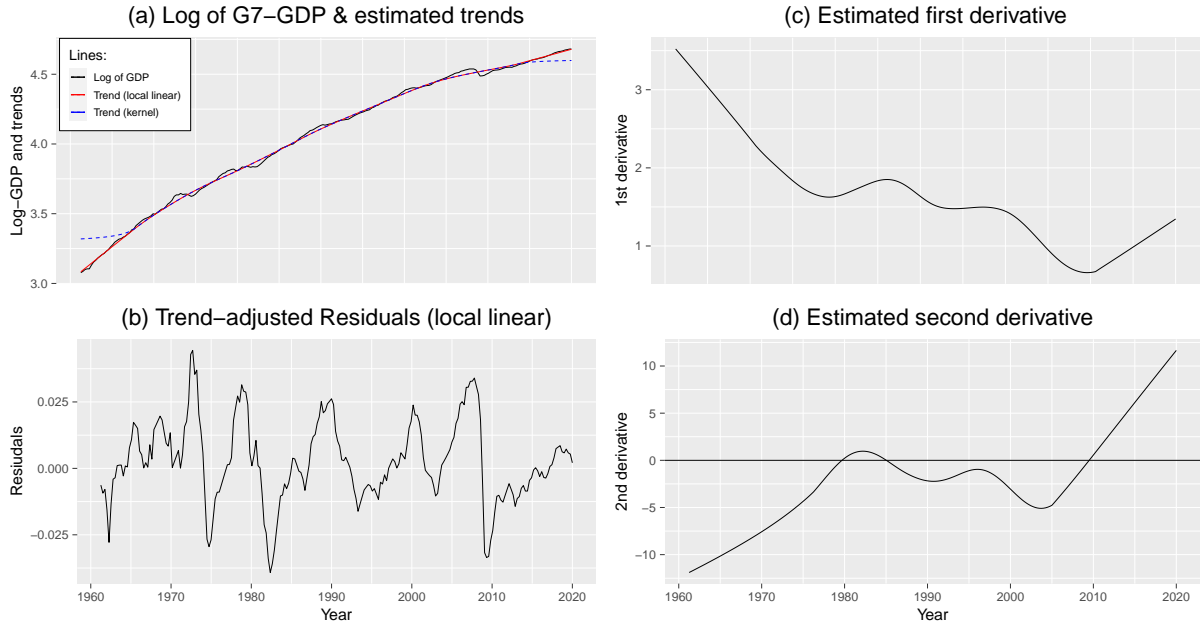 (a) Log of G7−GDP & estimated trends
Log−GDP and trends
4.5
4.0
3.5
3.0
Lines:
Log of GDP
Trend (local linear)
Trend (kernel)
(c) Estimated first derivative
1st derivative
3
2
1
(b) Trend−adjusted Residuals (local linear)
Resiudals
0.025
0.000
−0.025
1960 1970 1980 1990 2000 2010 2020
Year
(d) Estimated second derivative
2nd derivative
10
5
0
−5
−10
1960 1970 1980 1990 2000 2010 2020
Year